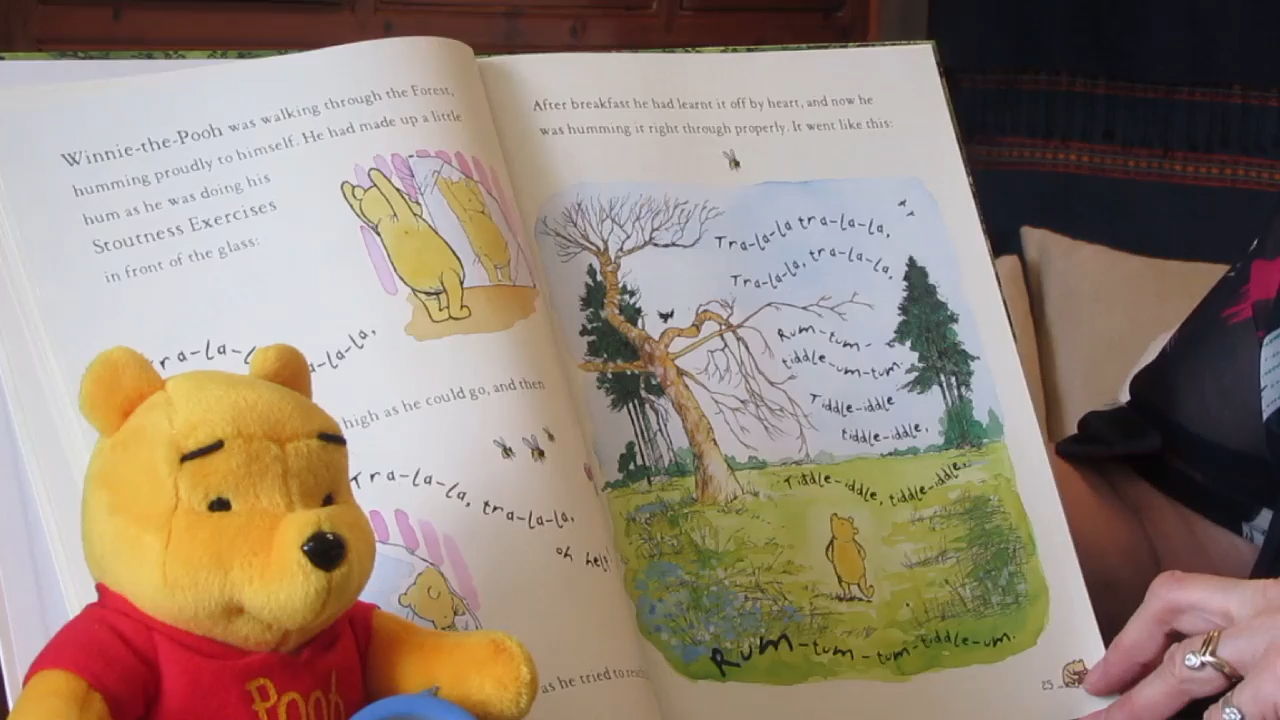 Winnie-the-Pooh was walking through the Forest,
humming proudly to himself. He had made up a little
hum as he was doing his
Stoutness Exercises
in front of the glass:
-la-la,
high as he could go, and then
Tra-la-la, tra-la-la,
oh help!
as he tried to
Pooh
After breakfast he had learnt it off by heart, and now he
was humming it right through properly. It went like this:
Tra-la-la tra-la-la,
Tra-la-la, tra-la-la,
Rum-tum-
tiddle-um-tum.
Tiddle-iddle
tiddle-iddle,
Tiddle-iddle, tiddle-iddle,
Rum-tum-tum-tiddle-um.
25